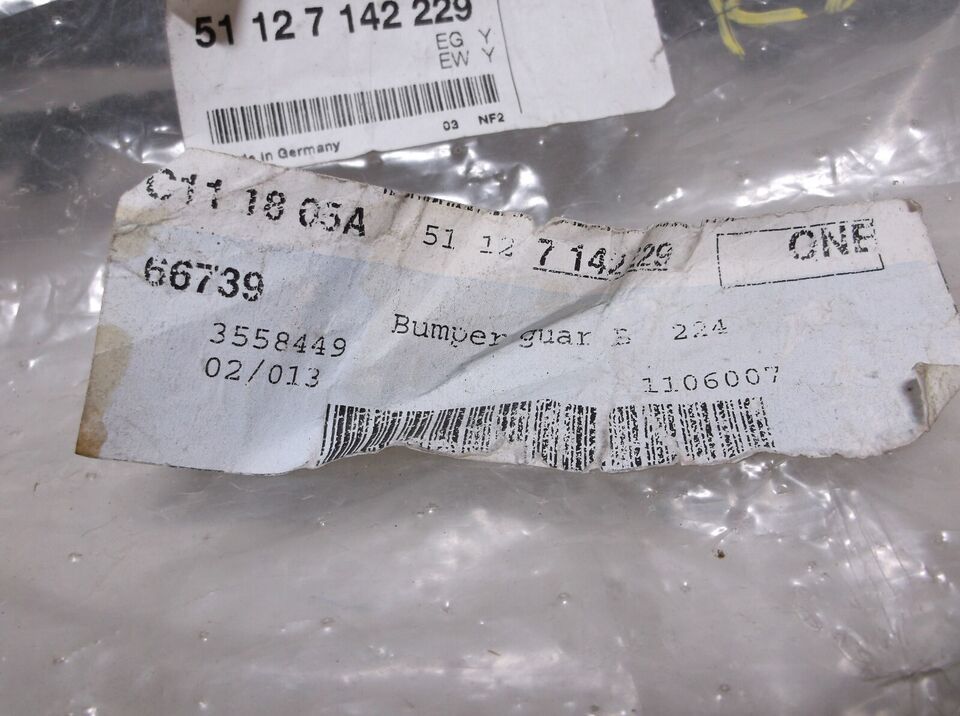 51 12 7 142 229
EG Y
EW Y
03 NF2
in Germany
C11 18 05A
51 12 7 142 229
ONE
66739
3558449
Bumper guar 224
02/013
1106007